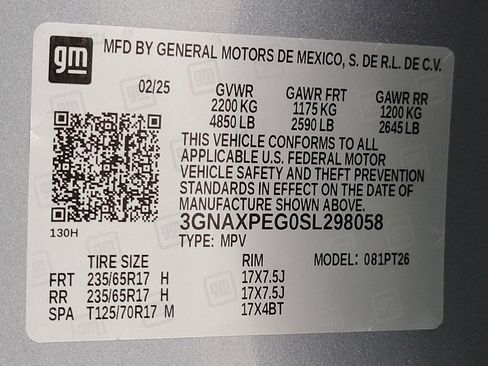 gm MFD BY GENERAL MOTORS DE MEXICO, S. DE R.L. DE C.V.
02/25 GVWR GAWR FRT GAWR RR
2200 KG 1175 KG 1200 KG
4850 LB 2590 LB 2645 LB
THIS VEHICLE CONFORMS TO ALL
APPLICABLE U.S. FEDERAL MOTOR
VEHICLE SAFETY AND THEFT PREVENTION
STANDARDS IN EFFECT ON THE DATE OF
MANUFACTURE SHOWN ABOVE.
3GNAXPEG0SL298058
130H
TYPE: MPV
TIRE SIZE RIM MODEL: 081PT26
FRT 235/65R17 H 17X7.5J
RR 235/65R17 H 17X7.5J
SPA T125/70R17 M 17X4BT